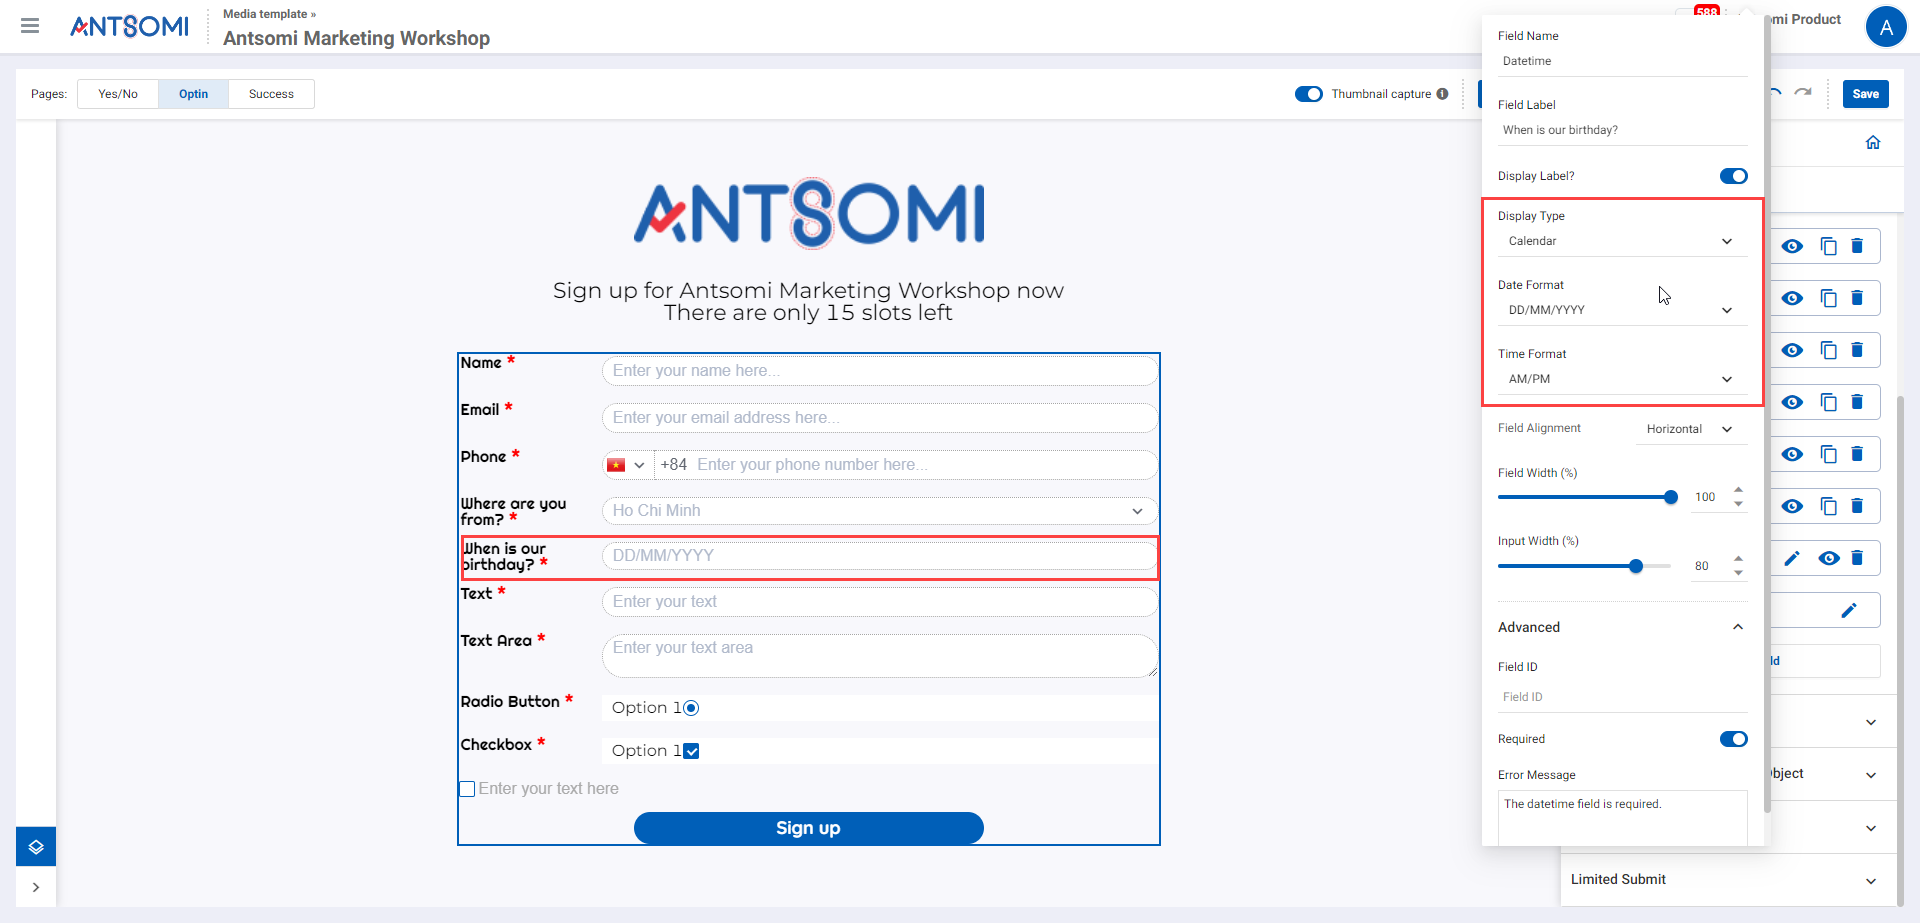 ANTSOMI
Media template »
Antsomi Marketing Workshop
588
omi Product
A
Pages:
Yes/No
Optin
Success
Thumbnail capture
Save
ANTSOMI
Sign up for Antsomi Marketing Workshop now
There are only 15 slots left
Name *
Enter your name here...
Email *
Enter your email address here...
Phone *
+84
Enter your phone number here...
Where are you
from? *
Ho Chi Minh
When is our
birthday? *
DD/MM/YYYY
Text *
Enter your text
Text Area *
Enter your text area
Radio Button *
Option 1
Checkbox *
Option 1
Enter your text here
Sign up
Field Name
Datetime
Field Label
When is our birthday?
Display Label?
Display Type
Calendar
Date Format
DD/MM/YYYY
Time Format
AM/PM
Field Alignment
Horizontal
Field Width (%)
100
Input Width (%)
80
Advanced
Field ID
Field ID
Required
Error Message
The datetime field is required.
ld
bject
Limited Submit